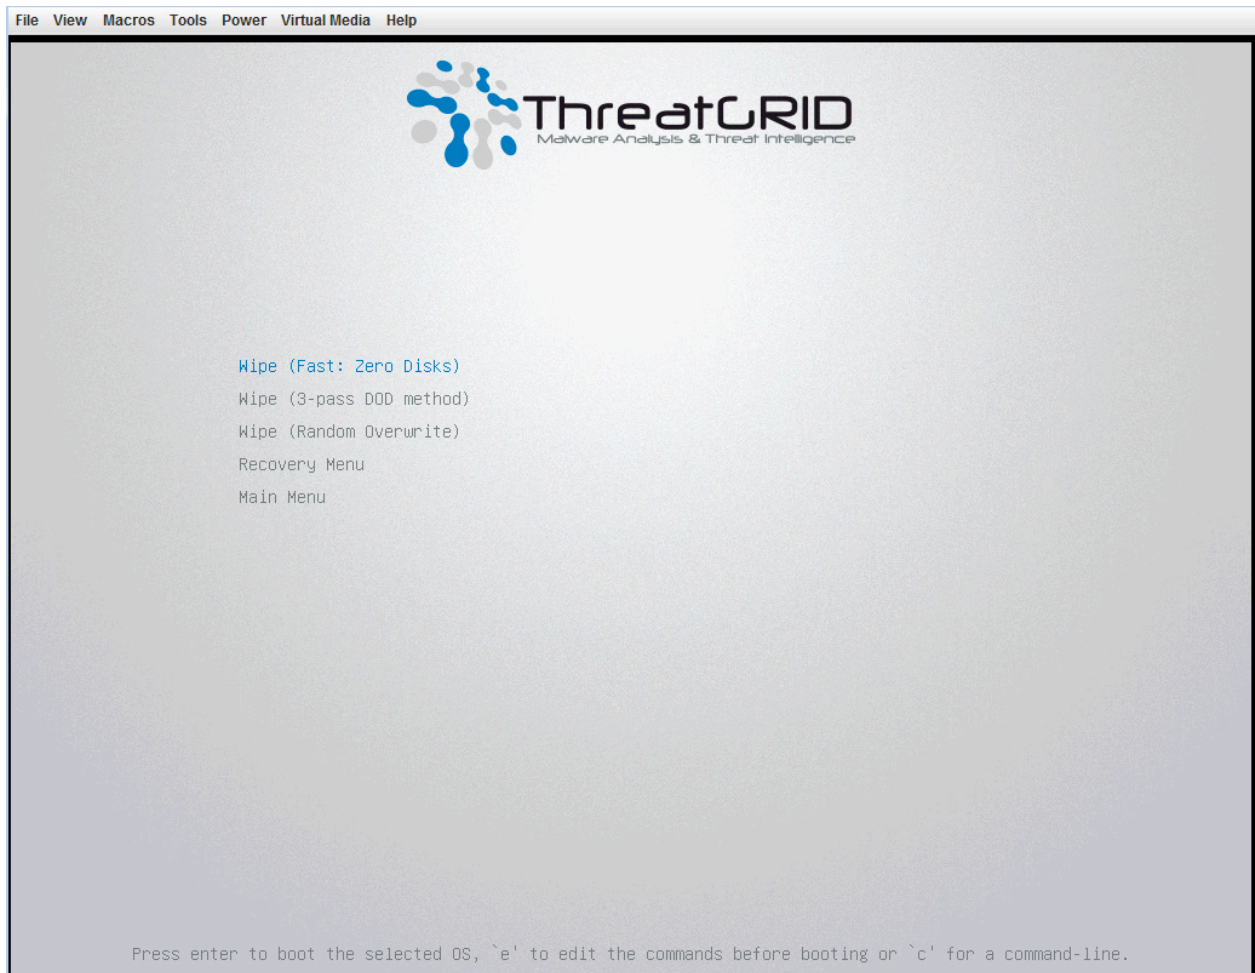 File View Macros Tools Power Virtual Media Help
ThreatGRID
Malware Analysis & Threat Intelligence
Wipe (Fast: Zero Disks)
Wipe (3-pass DOD method)
Wipe (Random Overwrite)
Recovery Menu
Main Menu
Press enter to boot the selected OS, `e' to edit the commands before booting or `c' for a command-line.